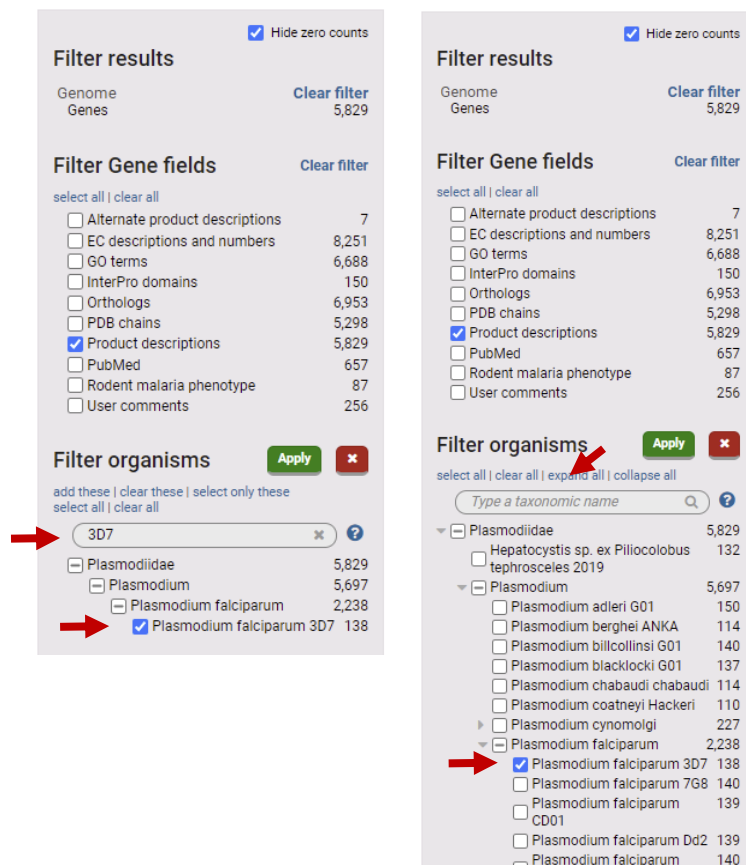 Hide zero counts
Filter results
Genome Clear filter
Genes 5,829
Filter Gene fields Clear filter
select all | clear all
Alternate product descriptions 7
EC descriptions and numbers 8,251
GO terms 6,688
InterPro domains 150
Orthologs 6,953
PDB chains 5,298
Product descriptions 5,829
PubMed 657
Rodent malaria phenotype 87
User comments 256
Filter organisms Apply
add these | clear these | select only these
select all | clear all
3D7
Plasmodiidae 5,829
Plasmodium 5,697
Plasmodium falciparum 2,238
Plasmodium falciparum 3D7 138
Hide zero counts
Filter results
Genome Clear filter
Genes 5,829
Filter Gene fields Clear filter
select all | clear all
Alternate product descriptions 7
EC descriptions and numbers 8,251
GO terms 6,688
InterPro domains 150
Orthologs 6,953
PDB chains 5,298
Product descriptions 5,829
PubMed 657
Rodent malaria phenotype 87
User comments 256
Filter organisms Apply
select all | clear all | expand all | collapse all
Type a taxonomic name
Plasmodiidae 5,829
Hepatocystis sp. ex Piliocolobus 132
tephrosceles 2019
Plasmodium 5,697
Plasmodium adleri G01 150
Plasmodium berghei ANKA 114
Plasmodium billcollinsi G01 140
Plasmodium blacklocki G01 137
Plasmodium chabaudi chabaudi 114
Plasmodium coatneyi Hackeri 110
Plasmodium cynomolgi 227
Plasmodium falciparum 2,238
Plasmodium falciparum 3D7 138
Plasmodium falciparum 7G8 140
Plasmodium falciparum 139
CD01
Plasmodium falciparum Dd2 139
Plasmodium falciparum 140